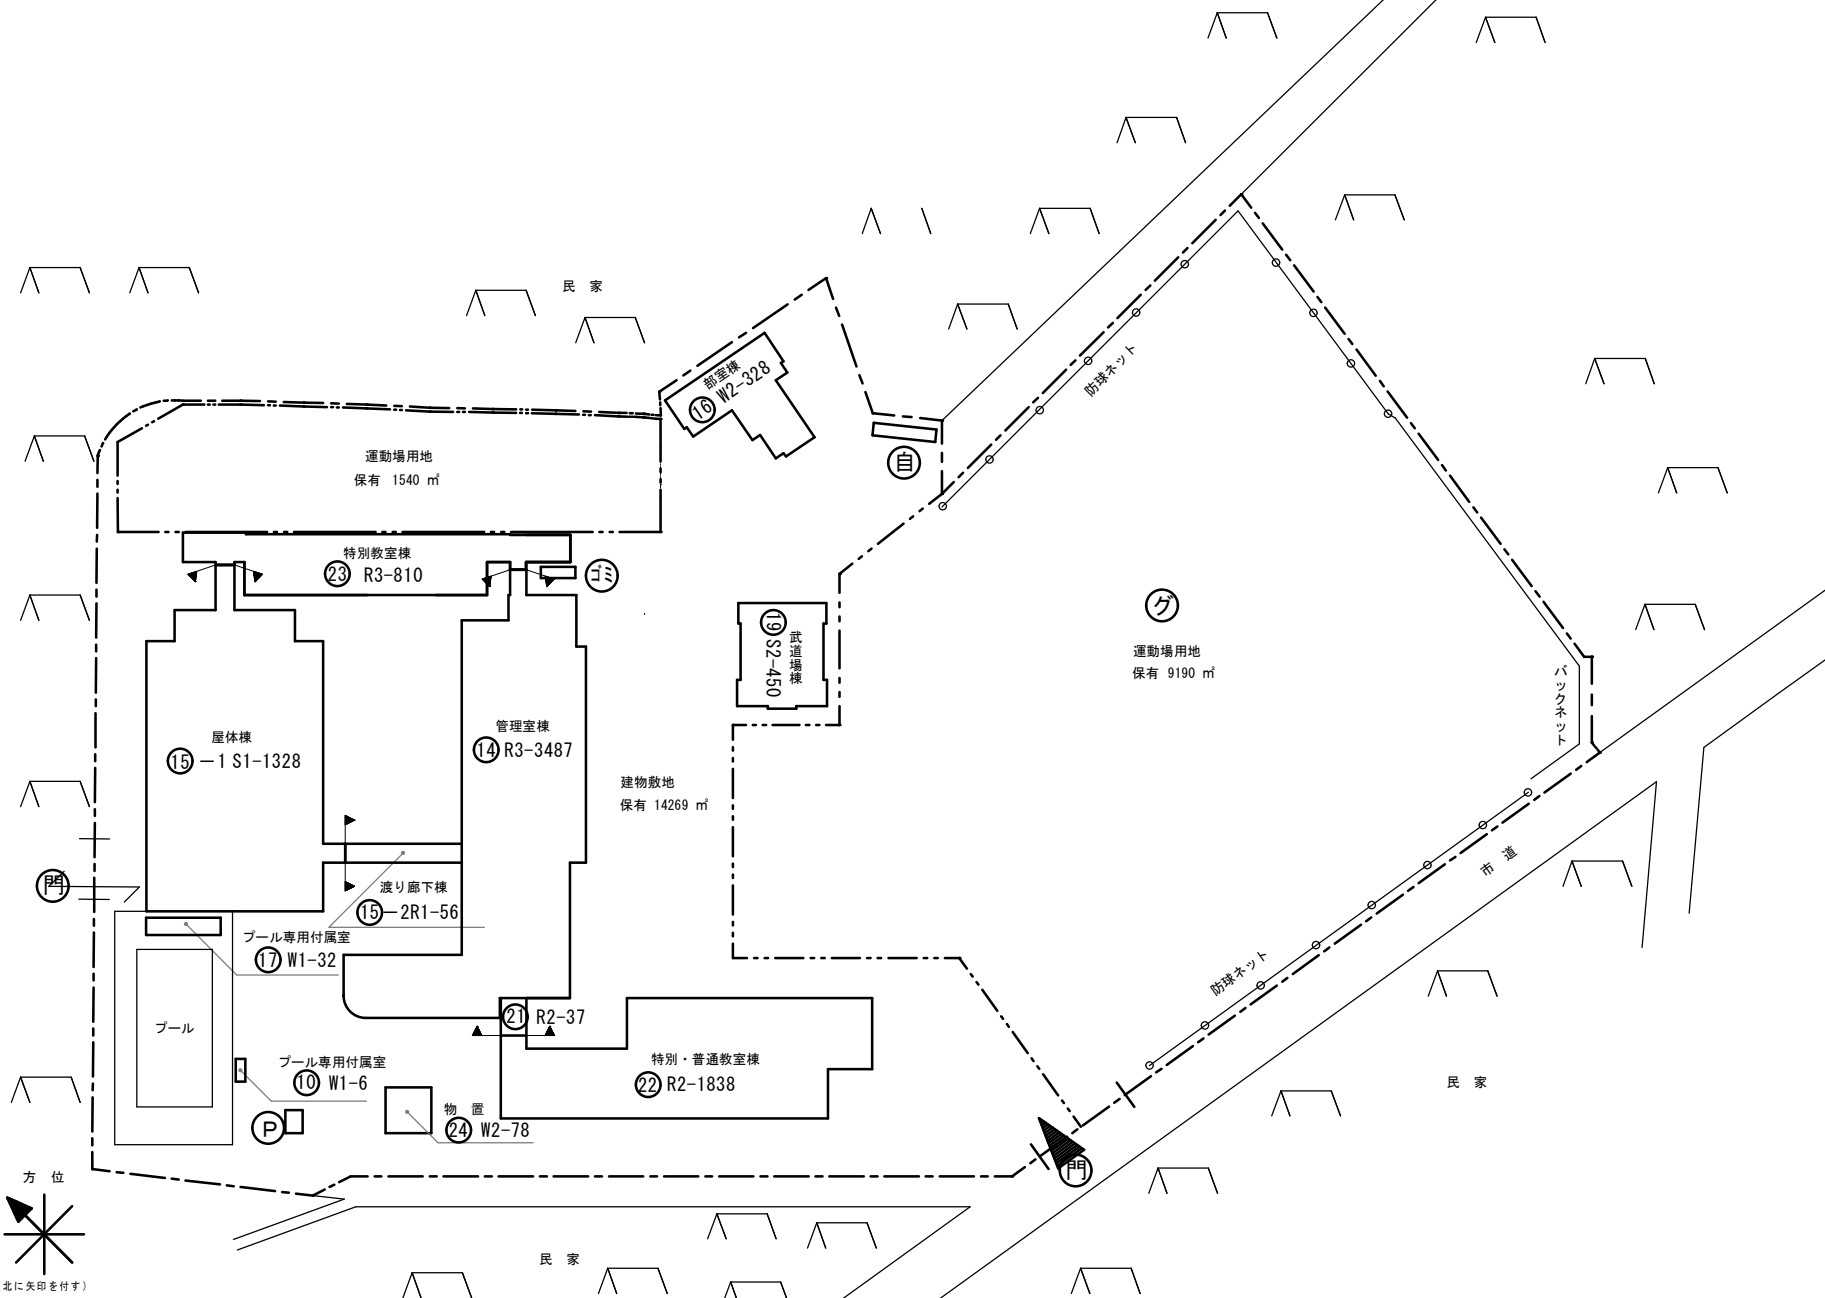 民 家
部室棟
⑯ W2-328
防球ネット
運動場用地
保有 1540 ㎡
自
特別教室棟
㉓ R3-810
ゴミ
グ
運動場用地
保有 9190 ㎡
⑲ S2-450
武道場棟
バックネット
屋体棟
⑮-1 S1-1328
管理室棟
⑭ R3-3487
建物敷地
保有 14269 ㎡
市 道
門
渡り廊下棟
⑮-2R1-56
プール専用付属室
⑰ W1-32
防球ネット
プール
㉑ R2-37
特別・普通教室棟
㉒ R2-1838
プール専用付属室
⑩ W1-6
民 家
物 置
㉔ W2-78
P
門
方 位
北に矢印を付す)
民 家